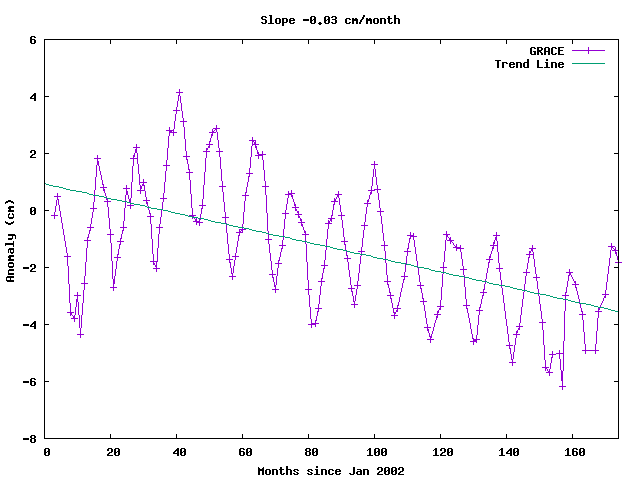 Slope -0.03 cm/month
GRACE
Trend Line
6
4
2
0
-2
-4
-6
-8
Anomaly (cm)
0 20 40 60 80 100 120 140 160
Months since Jan 2002